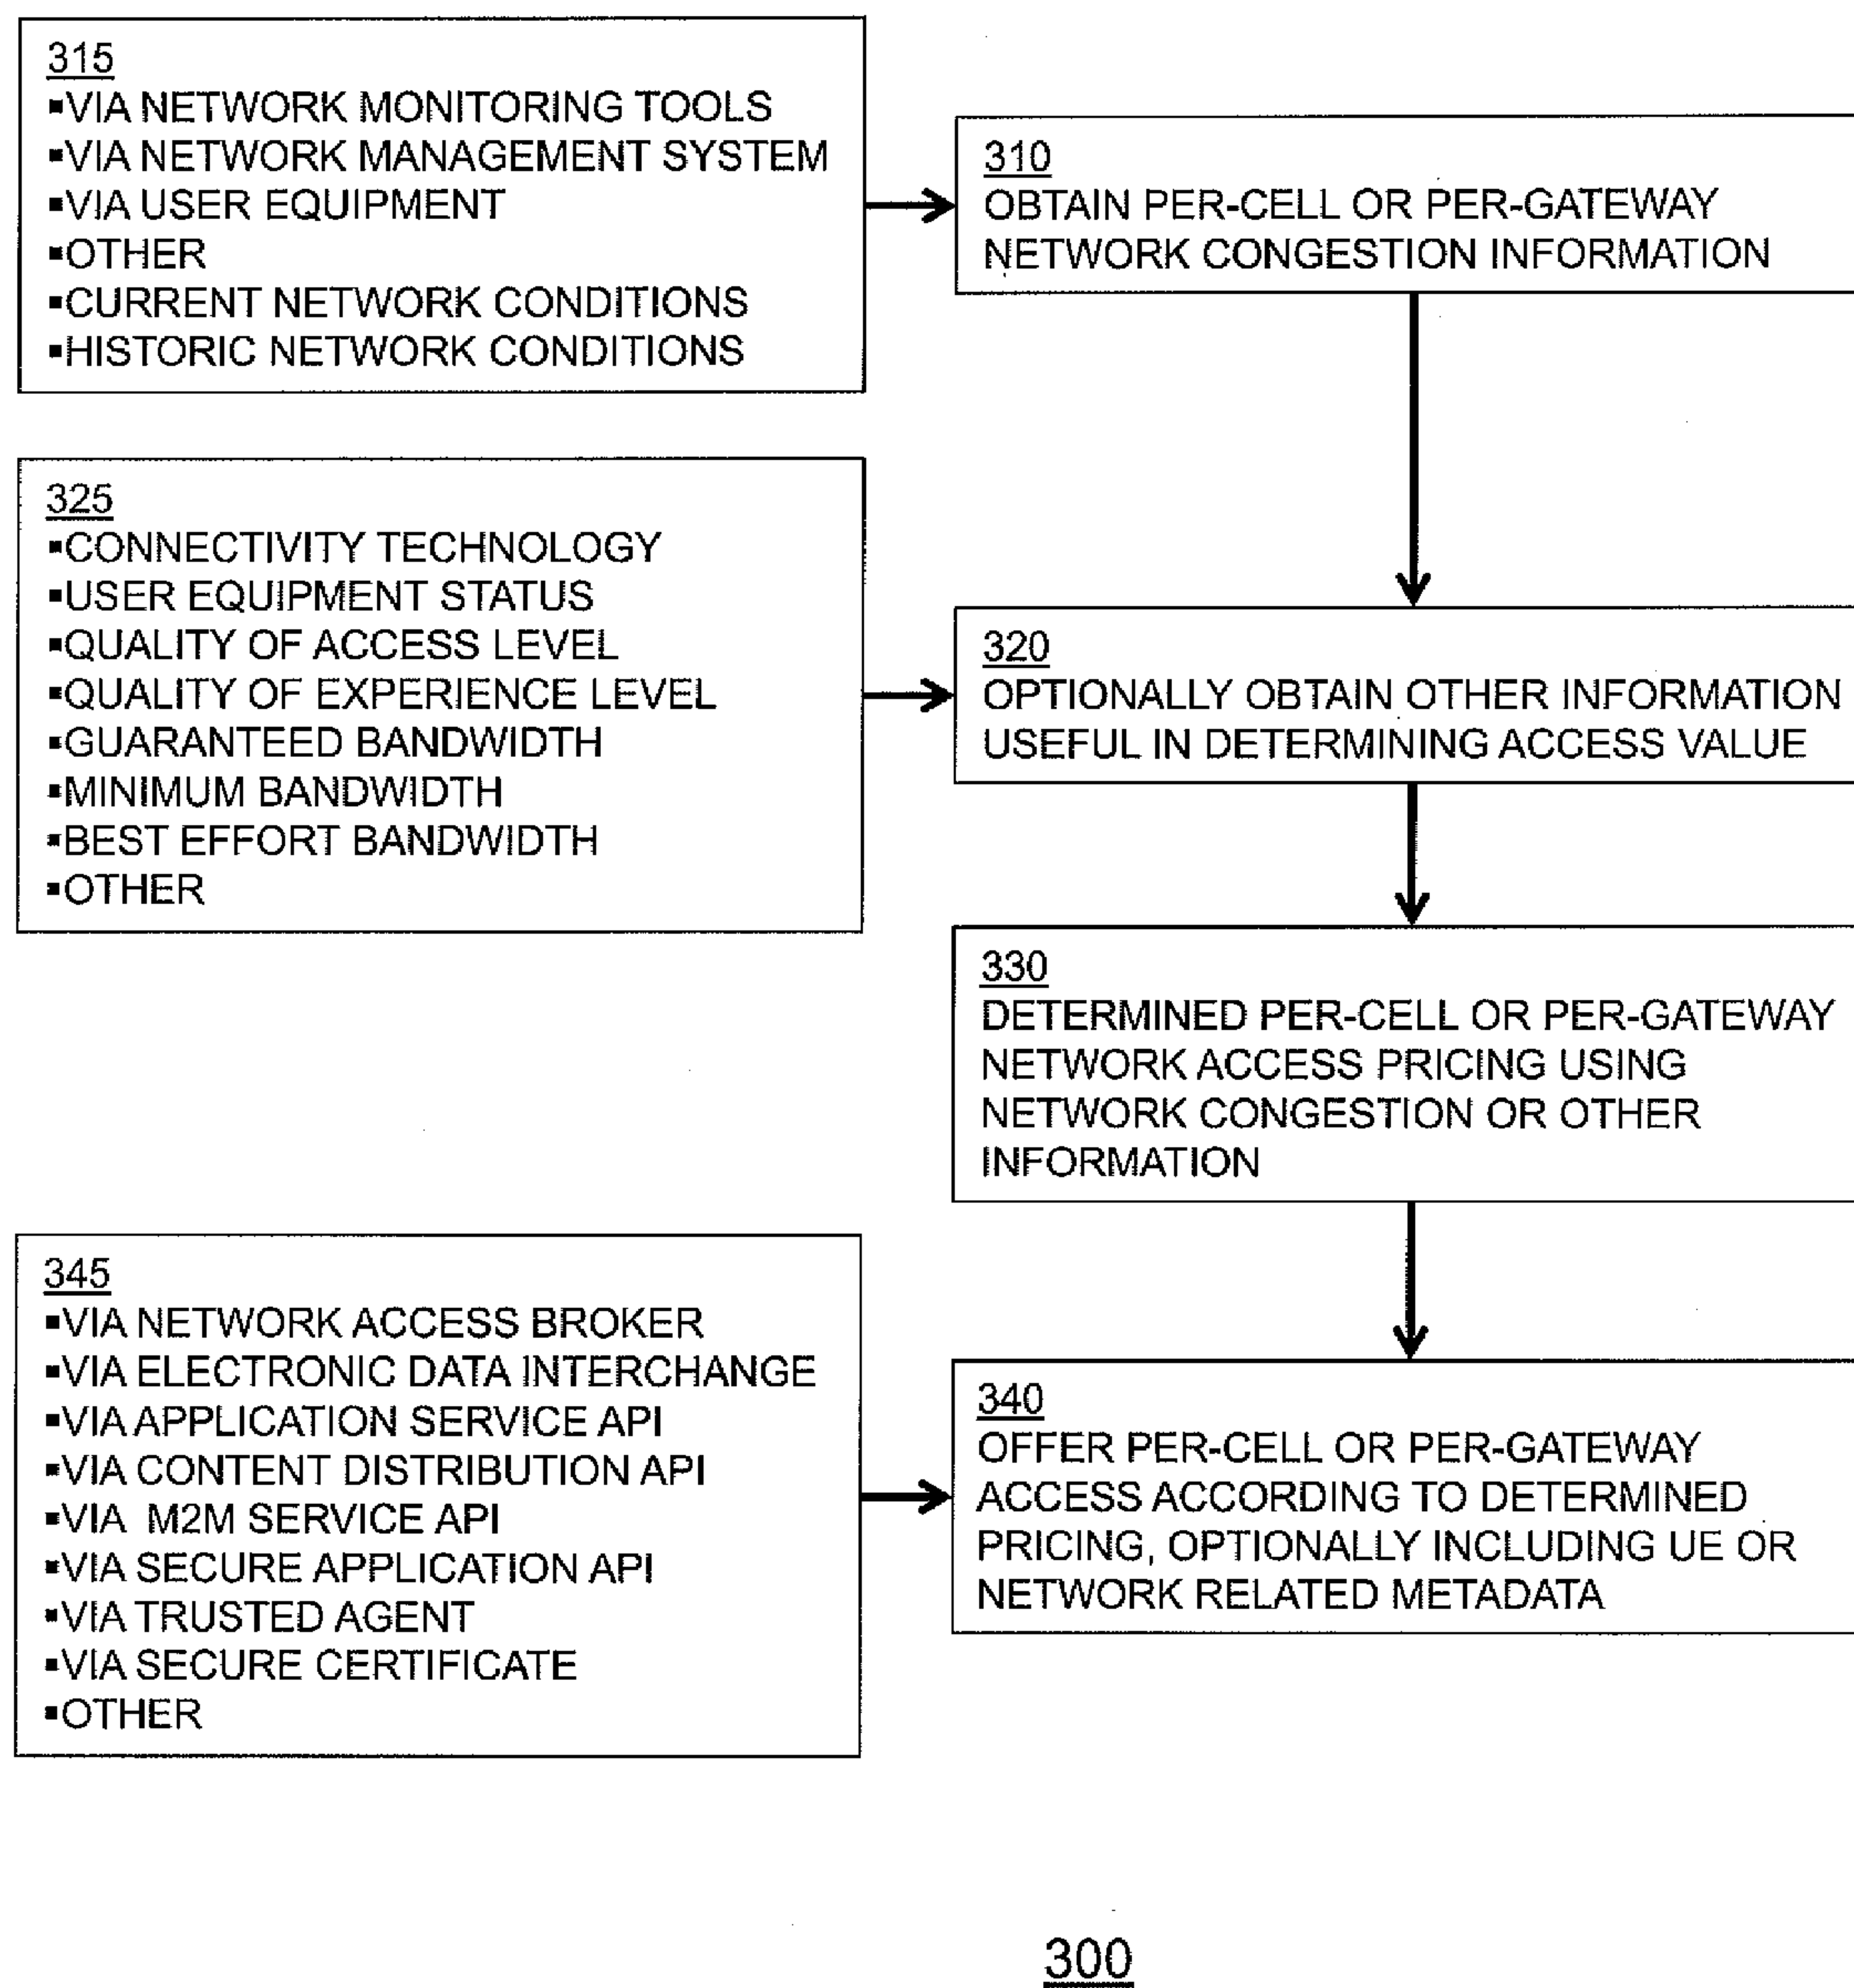 315
▪VIA NETWORK MONITORING TOOLS
▪VIA NETWORK MANAGEMENT SYSTEM
▪VIA USER EQUIPMENT
▪OTHER
▪CURRENT NETWORK CONDITIONS
▪HISTORIC NETWORK CONDITIONS
310
OBTAIN PER-CELL OR PER-GATEWAY
NETWORK CONGESTION INFORMATION
325
▪CONNECTIVITY TECHNOLOGY
▪USER EQUIPMENT STATUS
▪QUALITY OF ACCESS LEVEL
▪QUALITY OF EXPERIENCE LEVEL
▪GUARANTEED BANDWIDTH
▪MINIMUM BANDWIDTH
▪BEST EFFORT BANDWIDTH
▪OTHER
320
OPTIONALLY OBTAIN OTHER INFORMATION
USEFUL IN DETERMINING ACCESS VALUE
330
DETERMINED PER-CELL OR PER-GATEWAY
NETWORK ACCESS PRICING USING
NETWORK CONGESTION OR OTHER
INFORMATION
345
▪VIA NETWORK ACCESS BROKER
▪VIA ELECTRONIC DATA INTERCHANGE
▪VIA APPLICATION SERVICE API
▪VIA CONTENT DISTRIBUTION API
▪VIA M2M SERVICE API
▪VIA SECURE APPLICATION API
▪VIA TRUSTED AGENT
▪VIA SECURE CERTIFICATE
▪OTHER
340
OFFER PER-CELL OR PER-GATEWAY
ACCESS ACCORDING TO DETERMINED
PRICING, OPTIONALLY INCLUDING UE OR
NETWORK RELATED METADATA
300